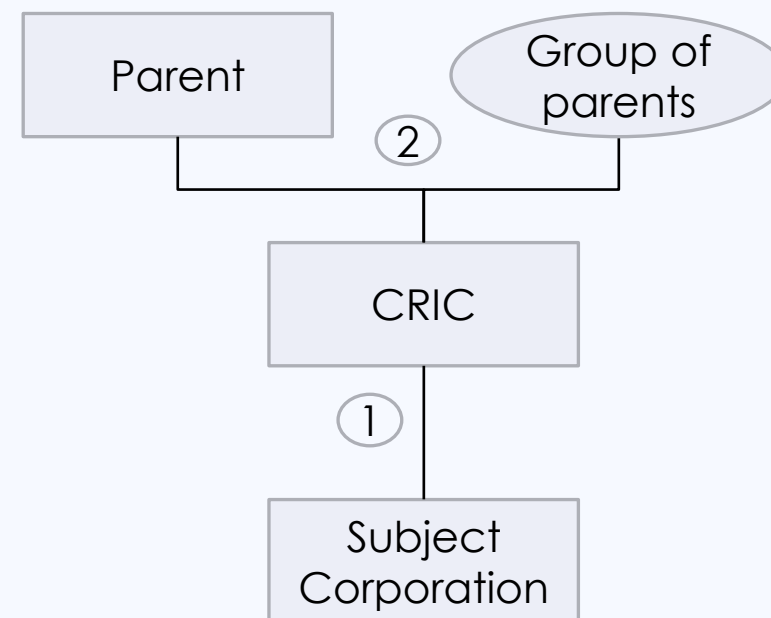 Parent
Group of
parents
2
CRIC
1
Subject
Corporation